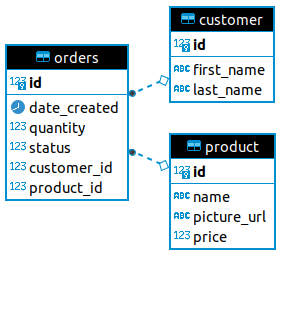 orders
123 id
date_created
123 quantity
123 status
123 customer_id
123 product_id
customer
123 id
ABC first_name
ABC last_name
product
123 id
ABC name
ABC picture_url
123 price